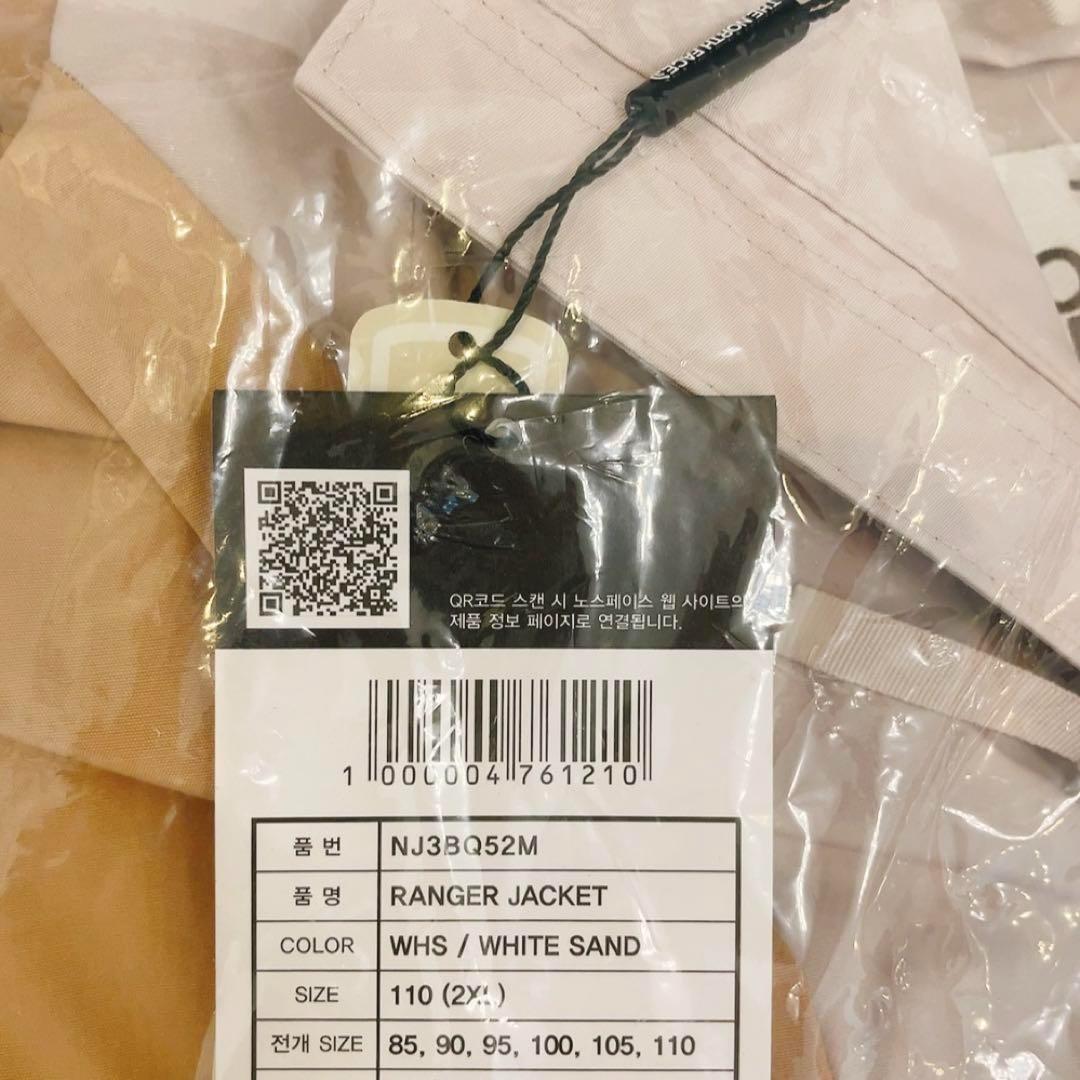 THE NORTH FACE
QR코드 스캔 시 노스페이스 웹 사이트의
제품 정보 페이지로 연결됩니다.
1 000004 761210
품 번 NJ3BQ52M
품 명 RANGER JACKET
COLOR WHS / WHITE SAND
SIZE 110 (2XL)
전개 SIZE 85, 90, 95, 100, 105, 110